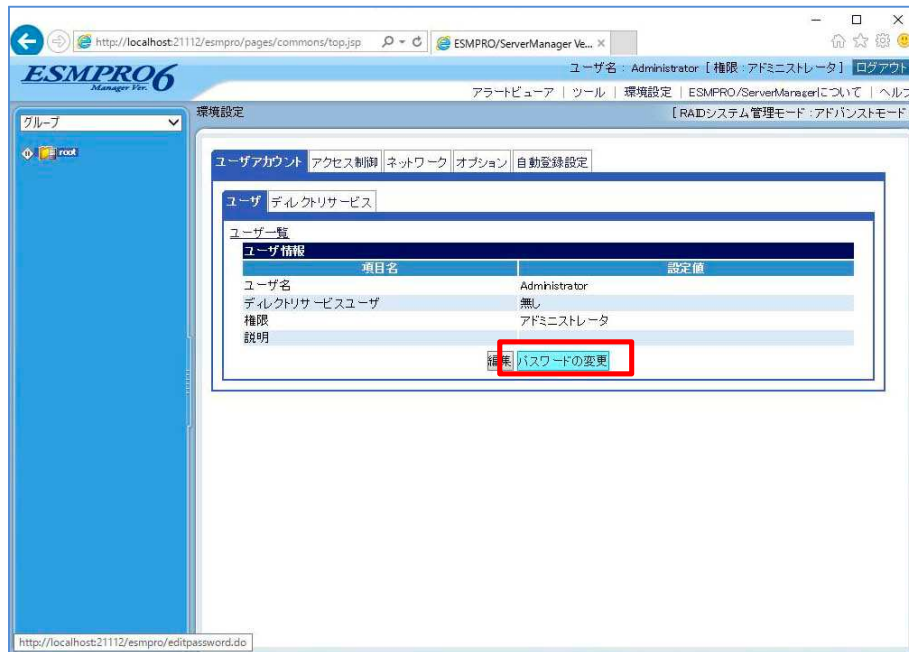 http://localhost:21112/esmpro/pages/commons/top.jsp
ESMPRO/ServerManager Ve...
ESMPRO6
Manager Ver.
ユーザ名 : Administrator [ 権限 : アドミニストレータ ] ログアウト
アラートビューア | ツール | 環境設定 | ESMPRO/ServerManagerについて | ヘルプ
グループ
環境設定
[ RAIDシステム管理モード : アドバンストモード
root
ユーザアカウント アクセス制御 ネットワーク オプション 自動登録設定
ユーザ ディレクトリサービス
ユーザ一覧
ユーザ情報
項目名 設定値
ユーザ名 Administrator
ディレクトリサービスユーザ 無し
権限 アドミニストレータ
説明
編集 パスワードの変更
http://localhost:21112/esmpro/editpassword.do